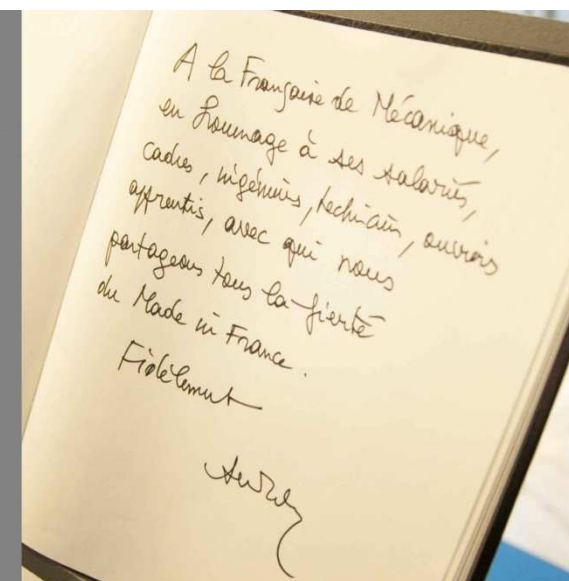 A la Française de Mécanique,
en hommage à ses salariés,
cadres, ingénieurs, techniciens, ouvriers
apprentis, avec qui nous
partageons tous la fierté
du Made in France.
Fidèlement